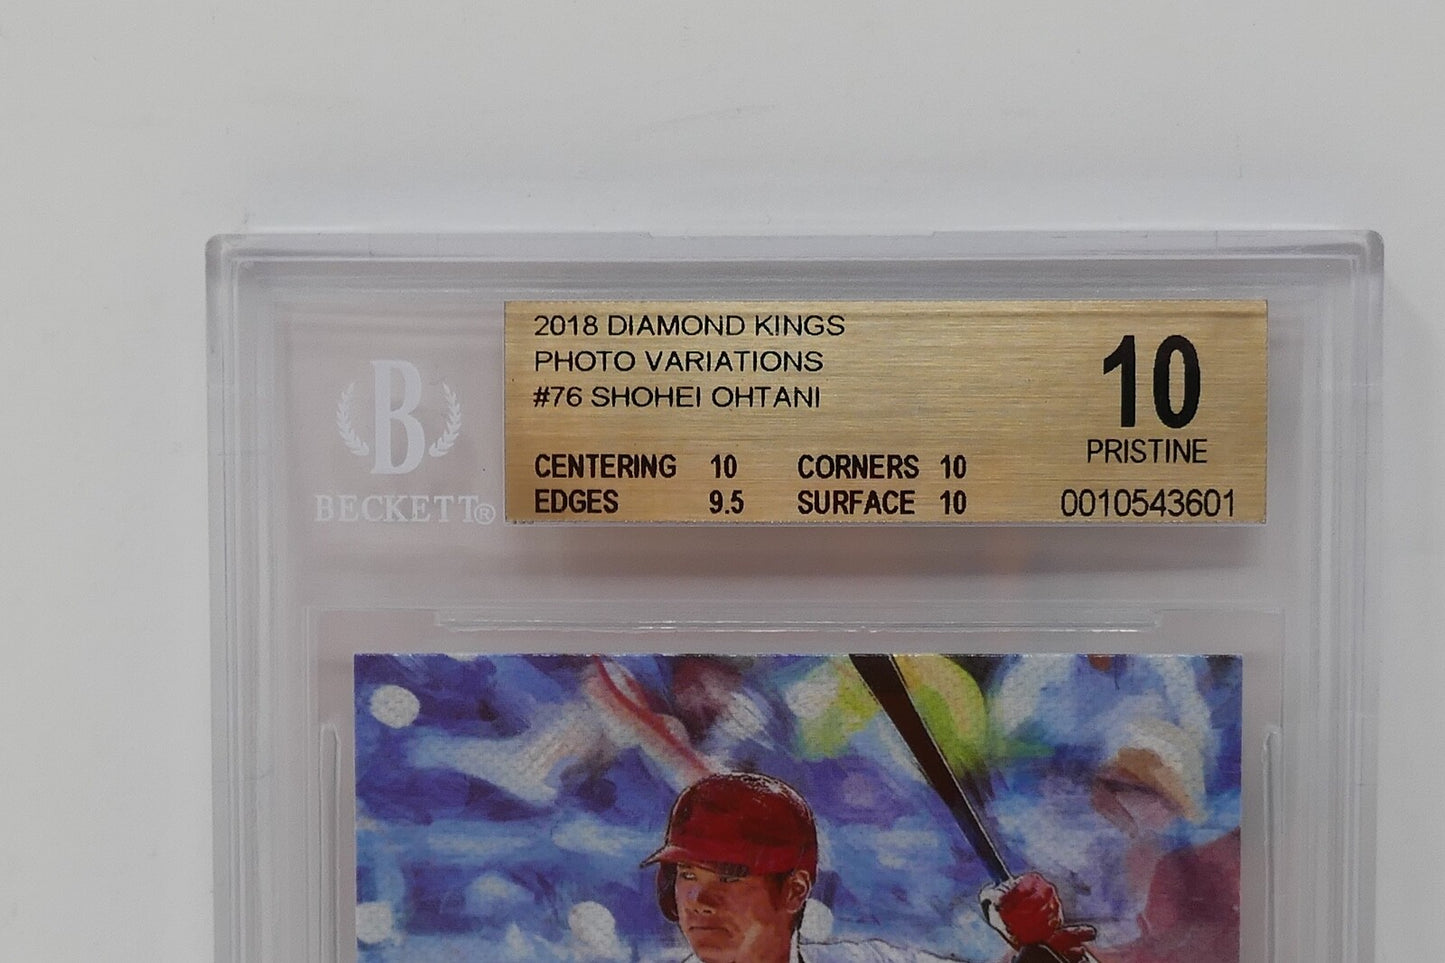 2018 DIAMOND KINGS
PHOTO VARIATIONS
#76 SHOHEI OHTANI
10
PRISTINE
CENTERING 10 CORNERS 10
EDGES 9.5 SURFACE 10
0010543601
B
BECKETT®